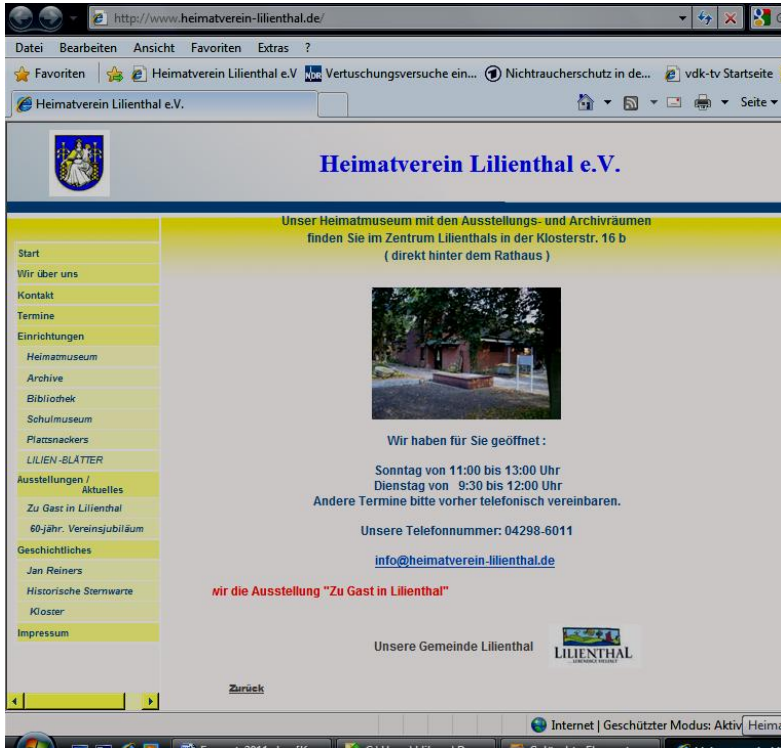 http://www.heimatverein-lilienthal.de/
Datei Bearbeiten Ansicht Favoriten Extras ?
Favoriten Heimatverein Lilienthal e.V NDR Vertuschungsversuche ein... Nichtraucherschutz in de... vdk-tv Startseite
Heimatverein Lilienthal e.V. Seite
Heimatverein Lilienthal e.V.
Unser Heimatmuseum mit den Ausstellungs- und Archivräumen
finden Sie im Zentrum Lilienthals in der Klosterstr. 16 b
( direkt hinter dem Rathaus )
Start
Wir über uns
Kontakt
Termine
Einrichtungen
Heimatmuseum
Archive
Bibliothek
Schulmuseum
Plattsnackers
LILIEN-BLÄTTER
Ausstellungen /
Aktuelles
Zu Gast in Lilienthal
60-jähr. Vereinsjubiläum
Geschichtliches
Jan Reiners
Historische Sternwarte
Kloster
Impressum
Wir haben für Sie geöffnet :
Sonntag von 11:00 bis 13:00 Uhr
Dienstag von 9:30 bis 12:00 Uhr
Andere Termine bitte vorher telefonisch vereinbaren.
Unsere Telefonnummer: 04298-6011
info@heimatverein-lilienthal.de
wir die Ausstellung "Zu Gast in Lilienthal"
Unsere Gemeinde Lilienthal LILIENTHAL
Zurück
Internet | Geschützter Modus: Aktiv Heima